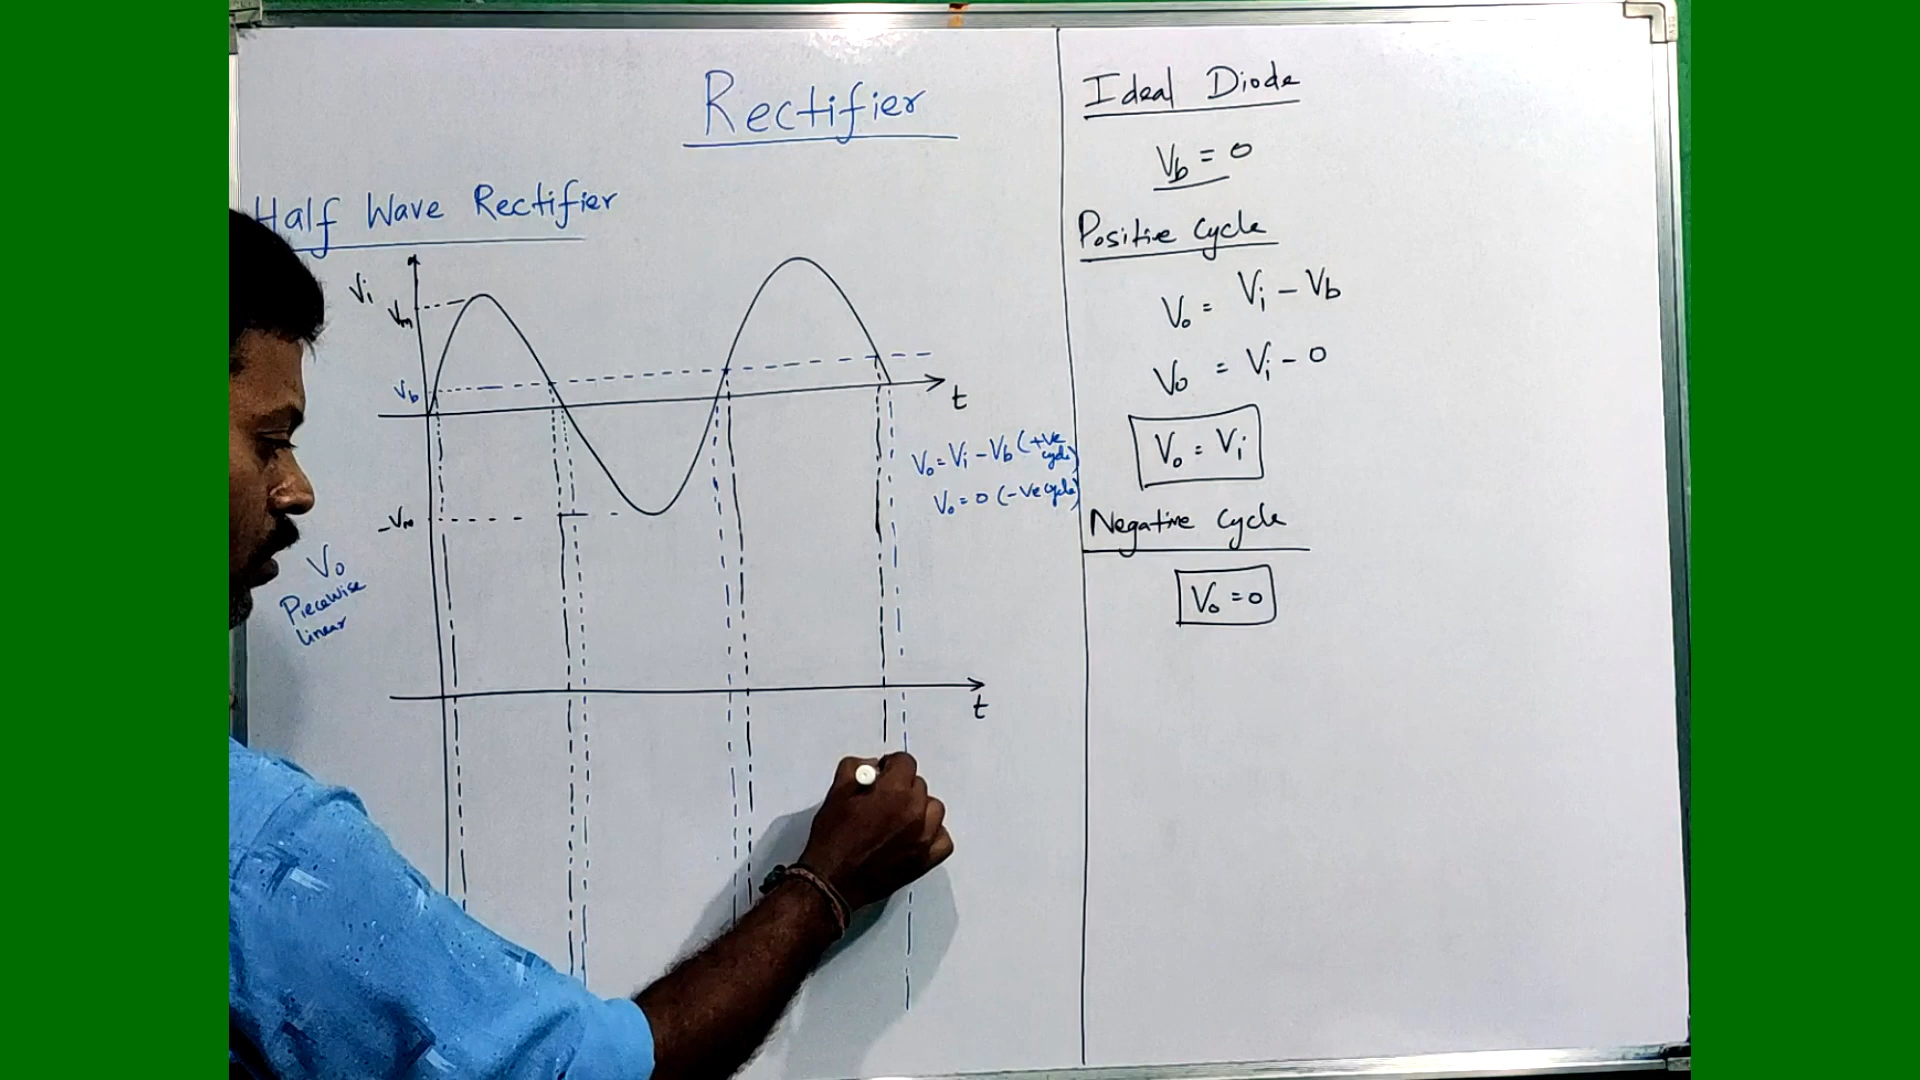 Rectifier
Half Wave Rectifier
Vi
Vm
Vb
t
Vo = Vi - Vb (+ve cycle)
Vo = 0 (-ve cycle)
-Vm
Vo
Piecewise
linear
t
Ideal Diode
Vb = 0
Positive Cycle
Vo = Vi - Vb
Vo = Vi - 0
Vo = Vi
Negative Cycle
Vo = 0